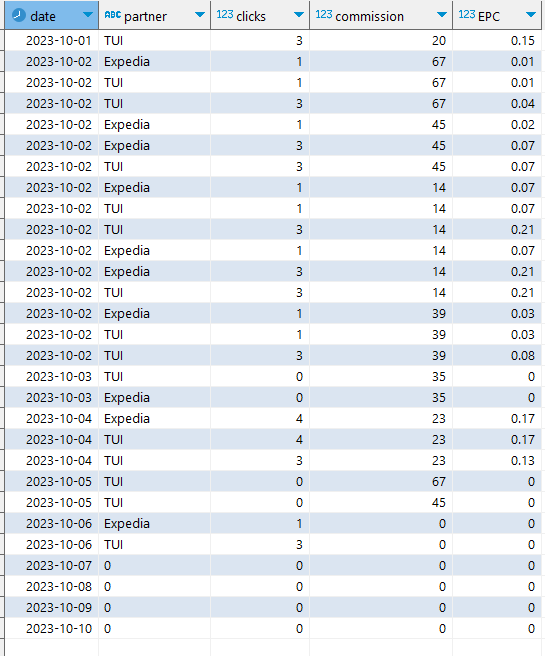 date ABC partner 123 clicks 123 commission 123 EPC
2023-10-01 TUI 3 20 0.15
2023-10-02 Expedia 1 67 0.01
2023-10-02 TUI 1 67 0.01
2023-10-02 TUI 3 67 0.04
2023-10-02 Expedia 1 45 0.02
2023-10-02 Expedia 3 45 0.07
2023-10-02 TUI 3 45 0.07
2023-10-02 Expedia 1 14 0.07
2023-10-02 TUI 1 14 0.07
2023-10-02 TUI 3 14 0.21
2023-10-02 Expedia 1 14 0.07
2023-10-02 Expedia 3 14 0.21
2023-10-02 TUI 3 14 0.21
2023-10-02 Expedia 1 39 0.03
2023-10-02 TUI 1 39 0.03
2023-10-02 TUI 3 39 0.08
2023-10-03 TUI 0 35 0
2023-10-03 Expedia 0 35 0
2023-10-04 Expedia 4 23 0.17
2023-10-04 TUI 4 23 0.17
2023-10-04 TUI 3 23 0.13
2023-10-05 TUI 0 67 0
2023-10-05 TUI 0 45 0
2023-10-06 Expedia 1 0 0
2023-10-06 TUI 3 0 0
2023-10-07 0 0 0 0
2023-10-08 0 0 0 0
2023-10-09 0 0 0 0
2023-10-10 0 0 0 0